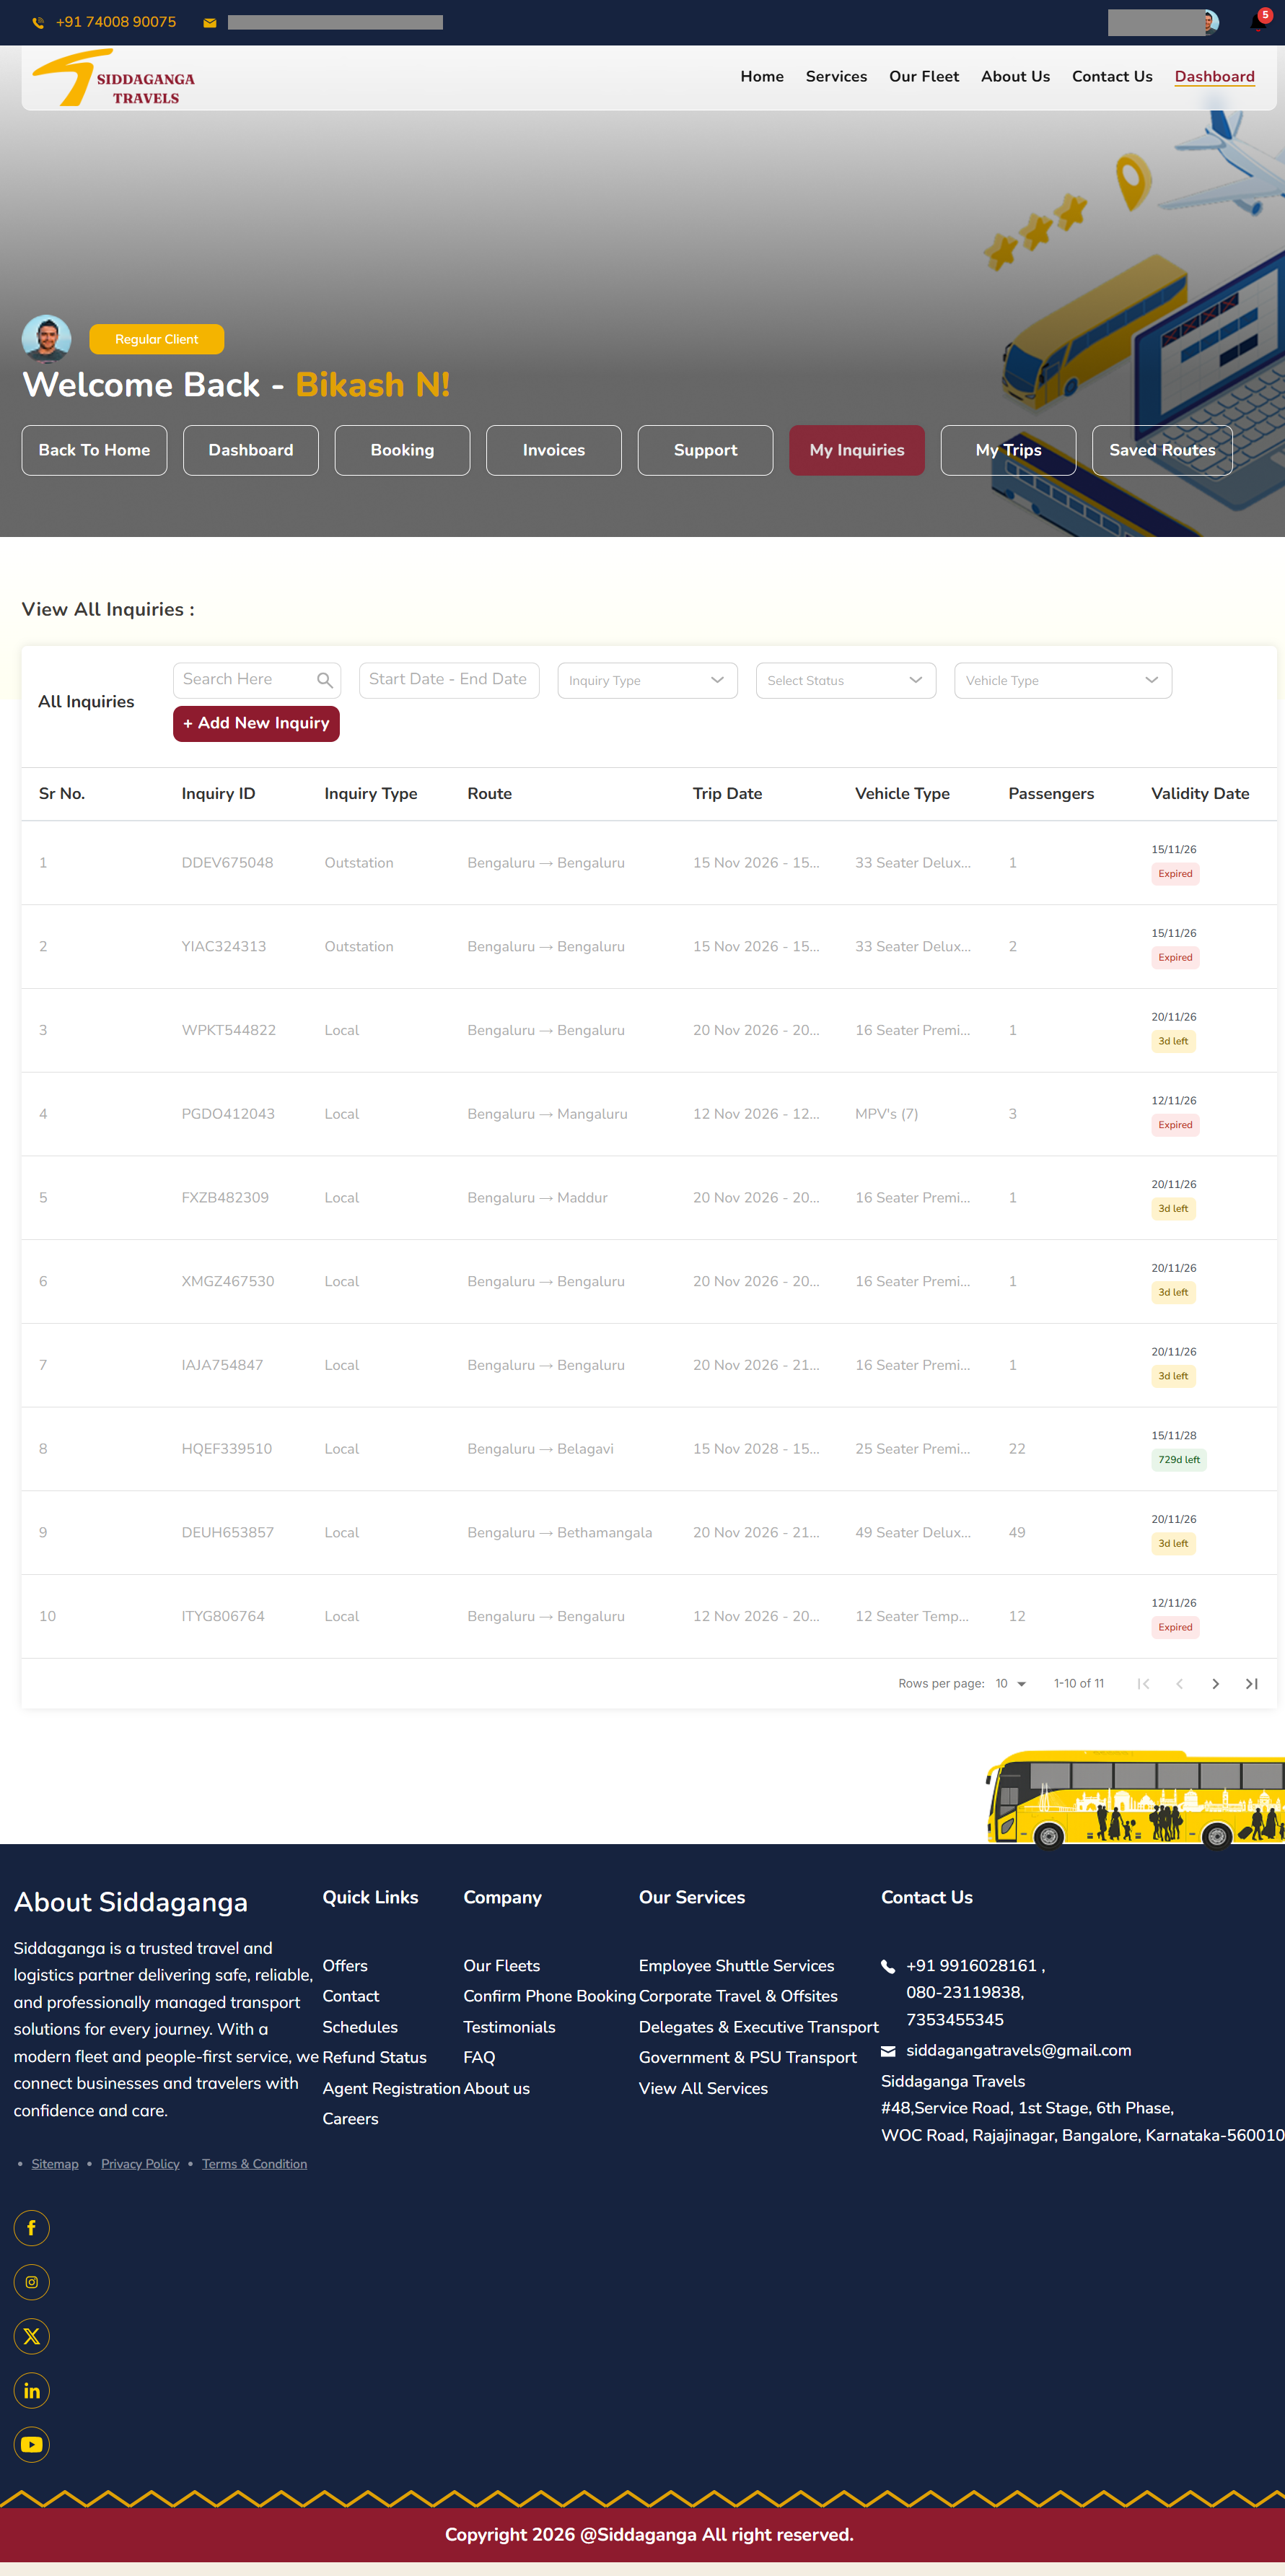 +91 74008 90075
5
SIDDAGANGA
TRAVELS
Home Services Our Fleet About Us Contact Us Dashboard
Regular Client
Welcome Back - Bikash N!
Back To Home Dashboard Booking Invoices Support My Inquiries My Trips Saved Routes
View All Inquiries :
All Inquiries
Search Here Start Date - End Date Inquiry Type Select Status Vehicle Type
+ Add New Inquiry
Sr No. Inquiry ID Inquiry Type Route Trip Date Vehicle Type Passengers Validity Date
1 DDEV675048 Outstation Bengaluru → Bengaluru 15 Nov 2026 - 15... 33 Seater Delux... 1 15/11/26
Expired
2 YIAC324313 Outstation Bengaluru → Bengaluru 15 Nov 2026 - 15... 33 Seater Delux... 2 15/11/26
Expired
3 WPKT544822 Local Bengaluru → Bengaluru 20 Nov 2026 - 20... 16 Seater Premi... 1 20/11/26
3d left
4 PGDO412043 Local Bengaluru → Mangaluru 12 Nov 2026 - 12... MPV's (7) 3 12/11/26
Expired
5 FXZB482309 Local Bengaluru → Maddur 20 Nov 2026 - 20... 16 Seater Premi... 1 20/11/26
3d left
6 XMGZ467530 Local Bengaluru → Bengaluru 20 Nov 2026 - 20... 16 Seater Premi... 1 20/11/26
3d left
7 IAJA754847 Local Bengaluru → Bengaluru 20 Nov 2026 - 21... 16 Seater Premi... 1 20/11/26
3d left
8 HQEF339510 Local Bengaluru → Belagavi 15 Nov 2028 - 15... 25 Seater Premi... 22 15/11/28
729d left
9 DEUH653857 Local Bengaluru → Bethamangala 20 Nov 2026 - 21... 49 Seater Delux... 49 20/11/26
3d left
10 ITYG806764 Local Bengaluru → Bengaluru 12 Nov 2026 - 20... 12 Seater Temp... 12 12/11/26
Expired
Rows per page: 10 1-10 of 11
About Siddaganga
Siddaganga is a trusted travel and
logistics partner delivering safe, reliable,
and professionally managed transport
solutions for every journey. With a
modern fleet and people-first service, we
connect businesses and travelers with
confidence and care.
• Sitemap • Privacy Policy • Terms & Condition
Quick Links
Offers
Contact
Schedules
Refund Status
Agent Registration
Careers
Company
Our Fleets
Confirm Phone Booking
Testimonials
FAQ
About us
Our Services
Employee Shuttle Services
Corporate Travel & Offsites
Delegates & Executive Transport
Government & PSU Transport
View All Services
Contact Us
+91 9916028161 ,
080-23119838,
7353455345
siddagangatravels@gmail.com
Siddaganga Travels
#48,Service Road, 1st Stage, 6th Phase,
WOC Road, Rajajinagar, Bangalore, Karnataka-560010
Copyright 2026 @Siddaganga All right reserved.